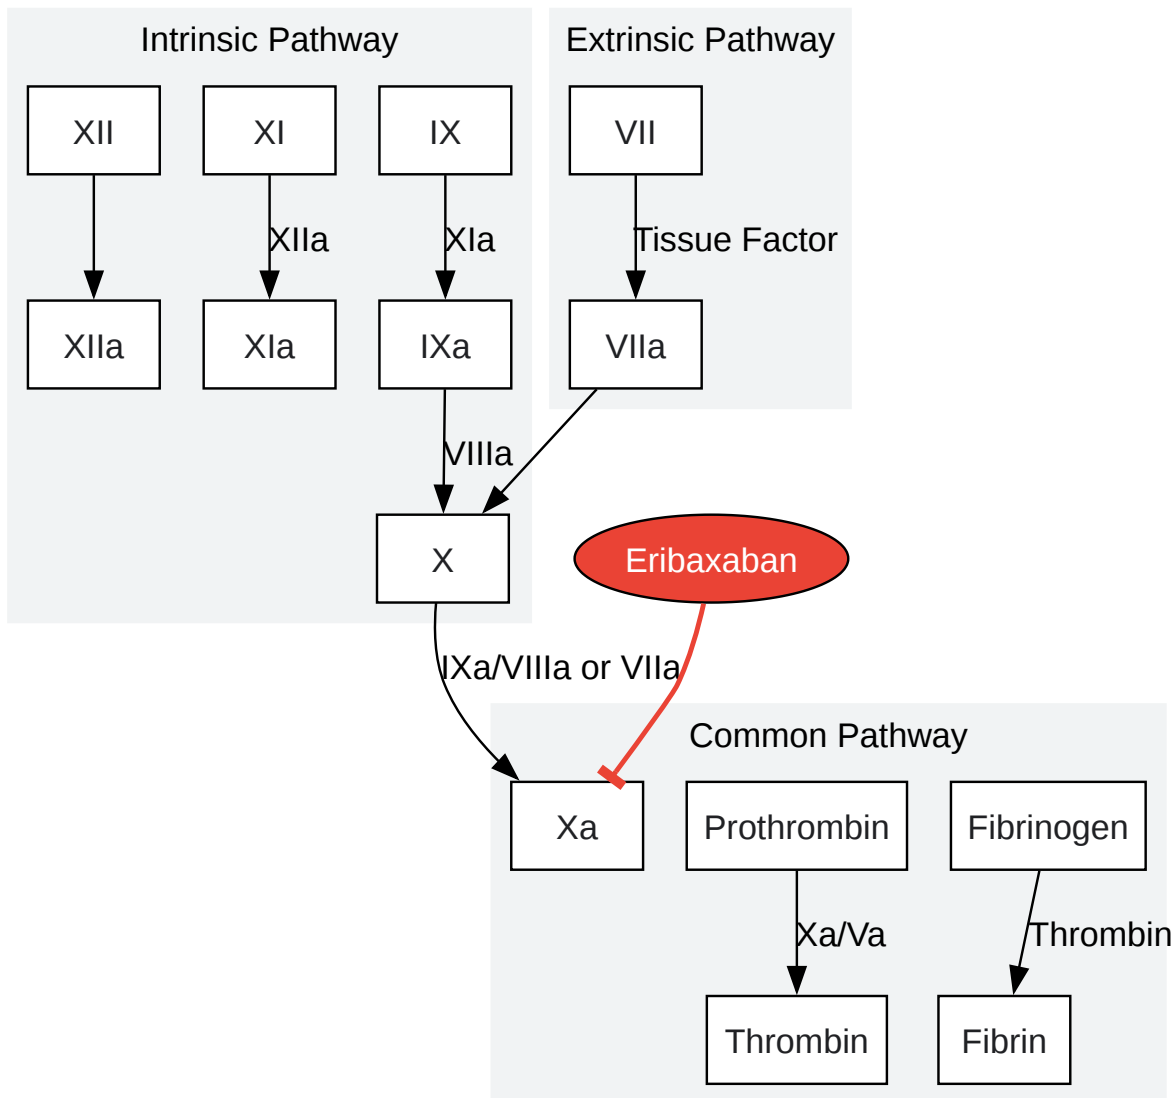 Intrinsic Pathway
Extrinsic Pathway
XII
XI
IX
VII
XIIa
XIa
Tissue Factor
XIIa
XIa
IXa
VIIa
VIIIa
X
Eribaxaban
IXa/VIIIa or VIIa
Common Pathway
Xa
Prothrombin
Fibrinogen
Xa/Va
Thrombin
Thrombin
Fibrin